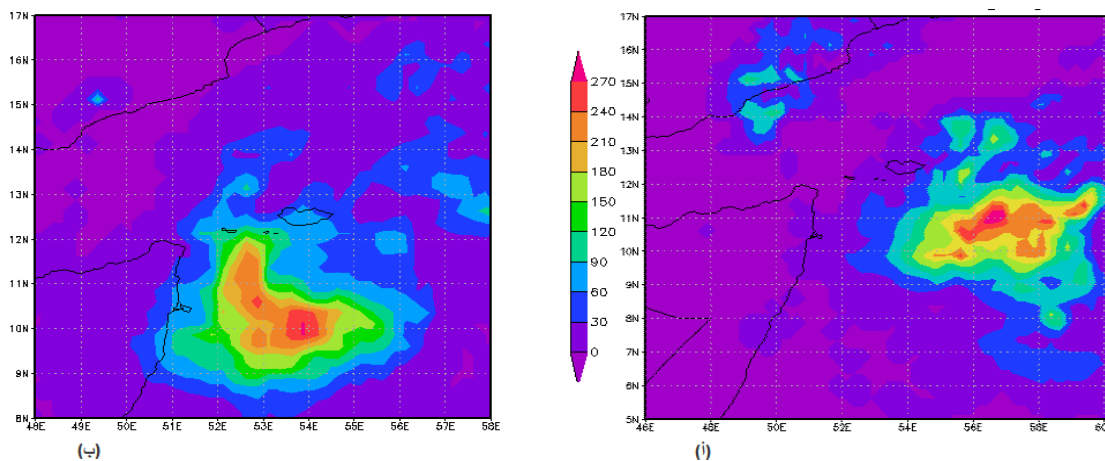 17N
16N
15N
14N
13N
12N
11N
10N
9N
8N
48E 49E 50E 51E 52E 53E 54E 55E 56E 57E 58E
(ب)
270
240
210
180
150
120
90
60
30
0
17N
16N
15N
14N
13N
12N
11N
10N
9N
8N
7N
6N
5N
46E 48E 50E 52E 54E 56E 58E
(أ)